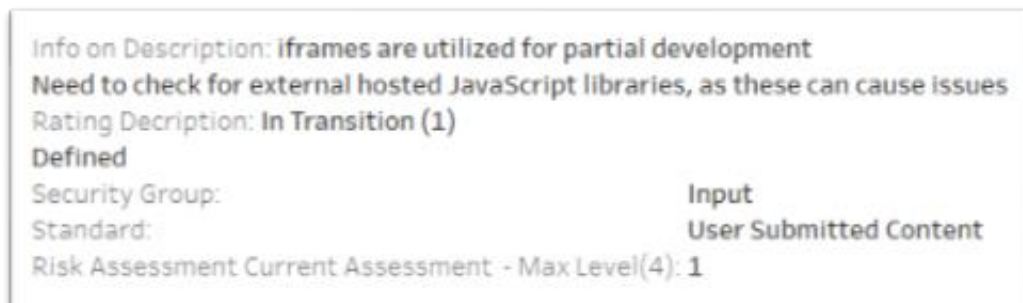 Info on Description: iframes are utilized for partial development
Need to check for external hosted JavaScript libraries, as these can cause issues
Rating Decription: In Transition (1)
Defined
Security Group: Input
Standard: User Submitted Content
Risk Assessment Current Assessment - Max Level(4): 1